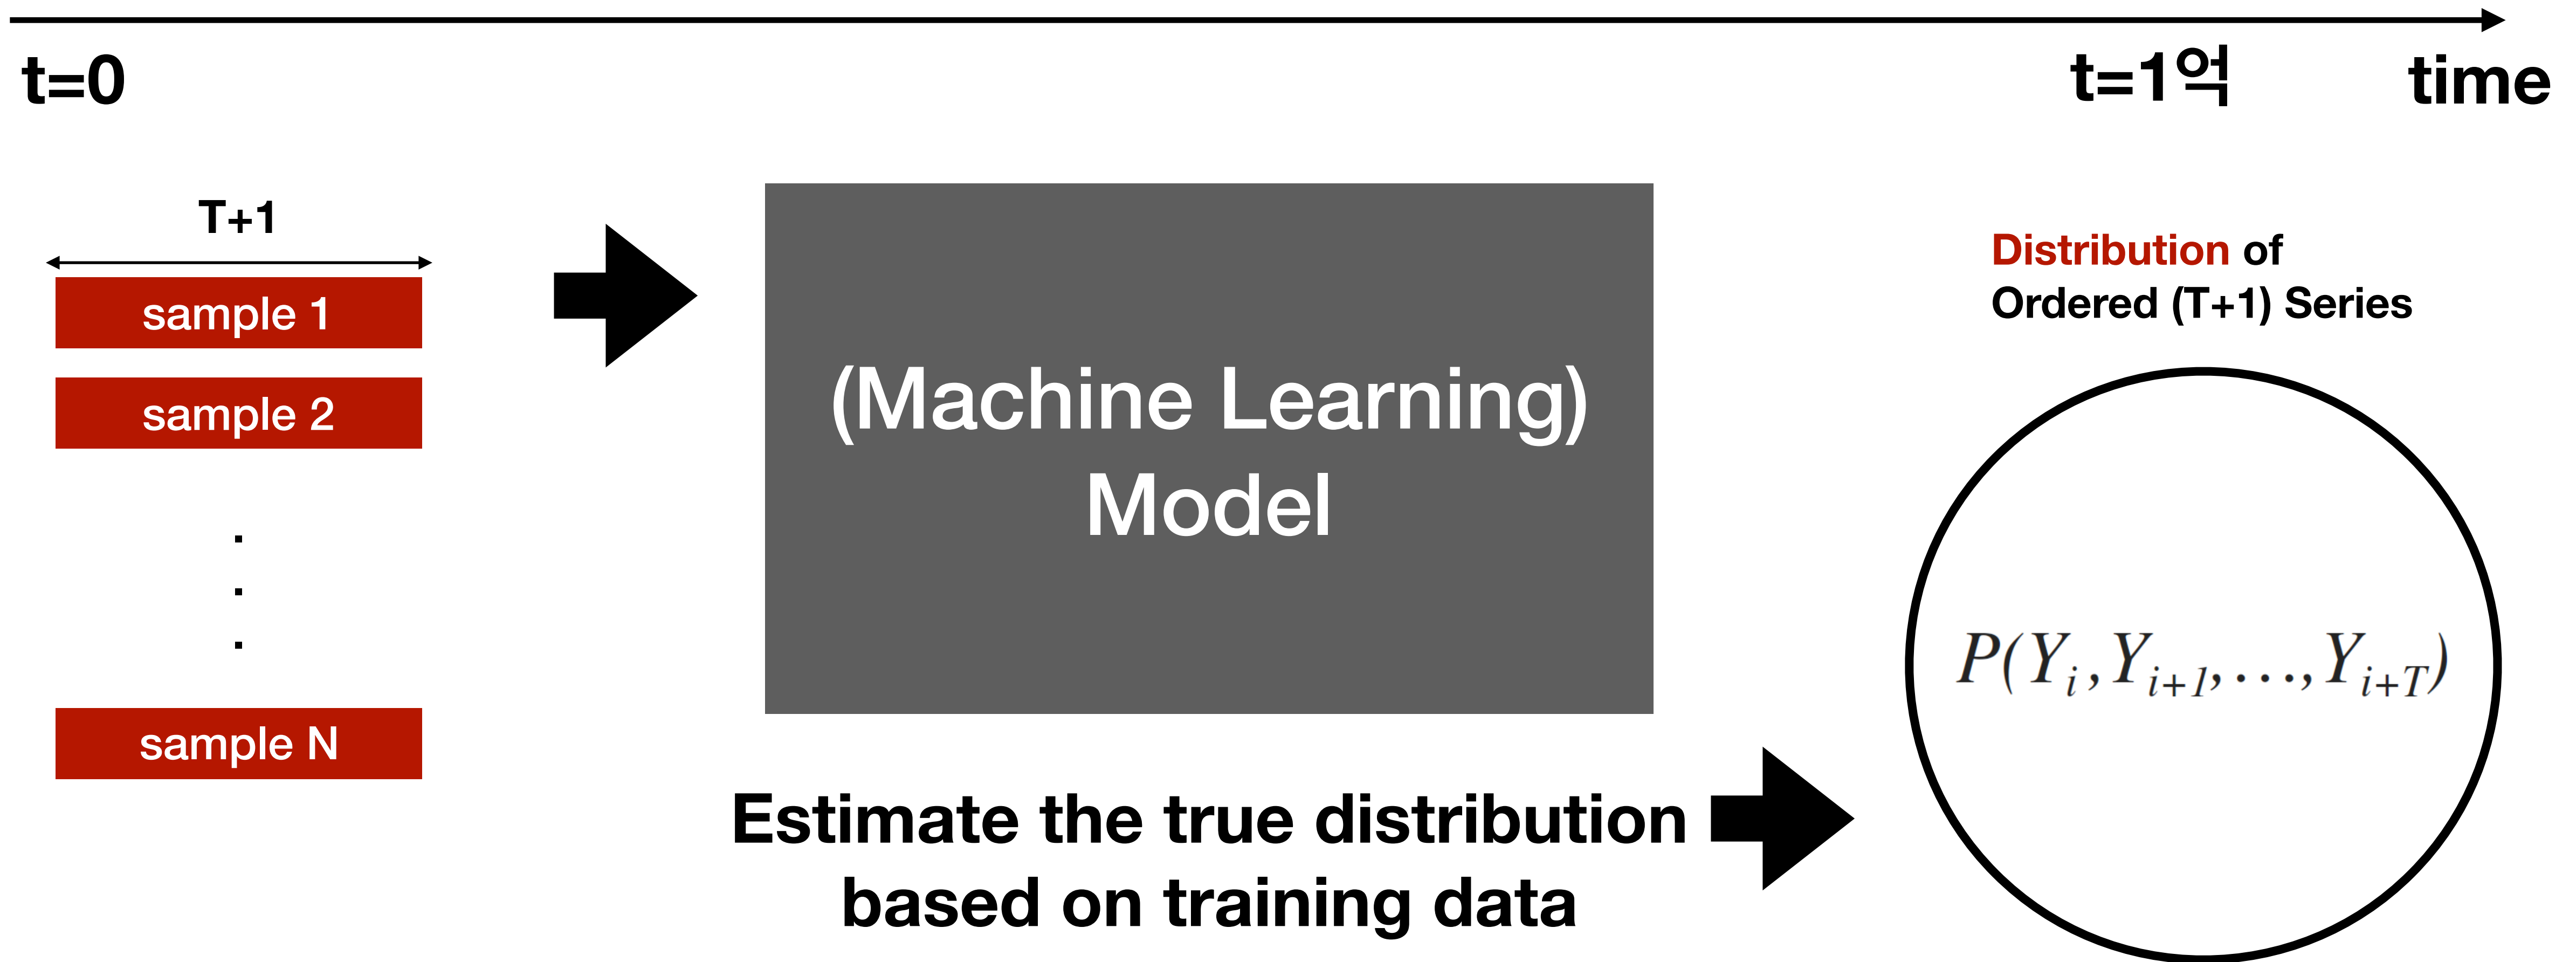 t=0
t=1억
time
T+1
sample 1
sample 2
.
.
.
sample N
(Machine Learning)
Model
Estimate the true distribution
based on training data
Distribution of
Ordered (T+1) Series
P(Y_i, Y_{i+1}, ..., Y_{i+T})